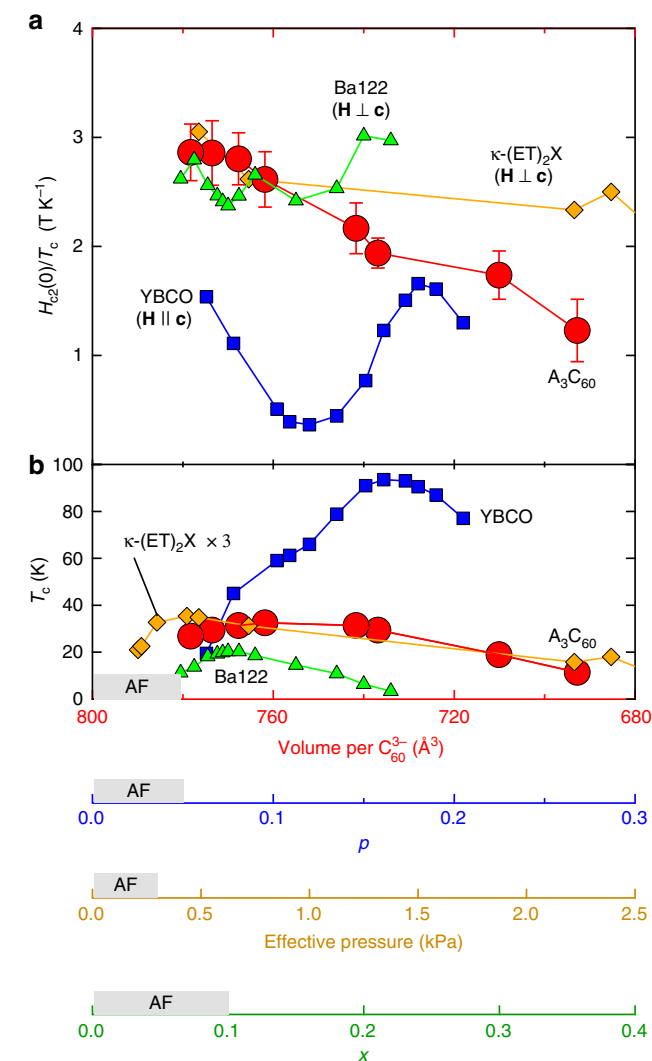 a
4
3
2
1
H_c2(0)/T_c (T K⁻¹)
Ba122
(H ⊥ c)
κ-(ET)₂X
(H ⊥ c)
YBCO
(H || c)
A₃C₆₀
b
100
80
60
40
20
0
T_c (K)
κ-(ET)₂X × 3
YBCO
A₃C₆₀
Ba122
AF
800 760 720 680
Volume per C₆₀³⁻ (Å³)
AF
0.0 0.1 0.2 0.3
p
AF
0.0 0.5 1.0 1.5 2.0 2.5
Effective pressure (kPa)
AF
0.0 0.1 0.2 0.3 0.4
x